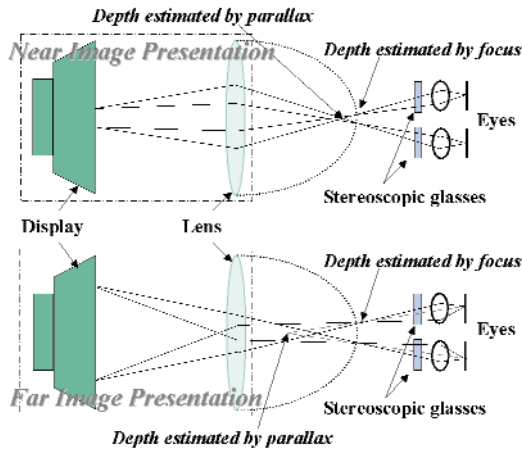 Depth estimated by parallax
Near Image Presentation
Depth estimated by focus
Eyes
Stereoscopic glasses
Display
Lens
Depth estimated by focus
Eyes
Far Image Presentation
Stereoscopic glasses
Depth estimated by parallax